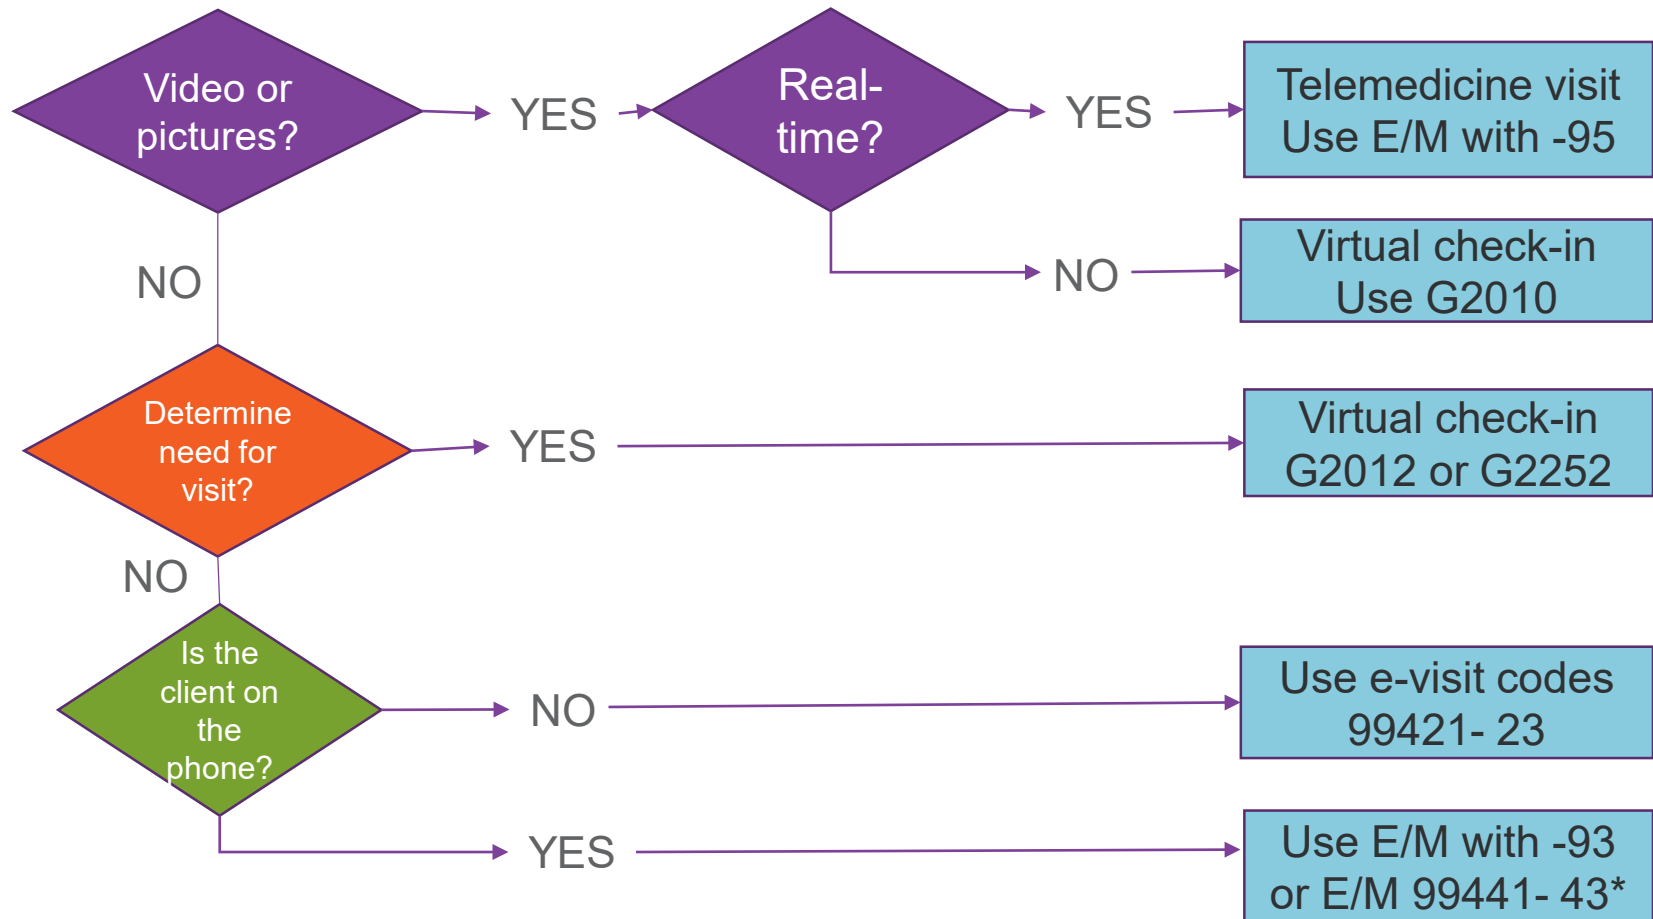 Video or
pictures?
YES
Real-
time?
YES
Telemedicine visit
Use E/M with -95
NO
NO
Virtual check-in
Use G2010
Determine
need for
visit?
YES
Virtual check-in
G2012 or G2252
NO
Is the
client on
the
phone?
NO
Use e-visit codes
99421- 23
YES
Use E/M with -93
or E/M 99441- 43*